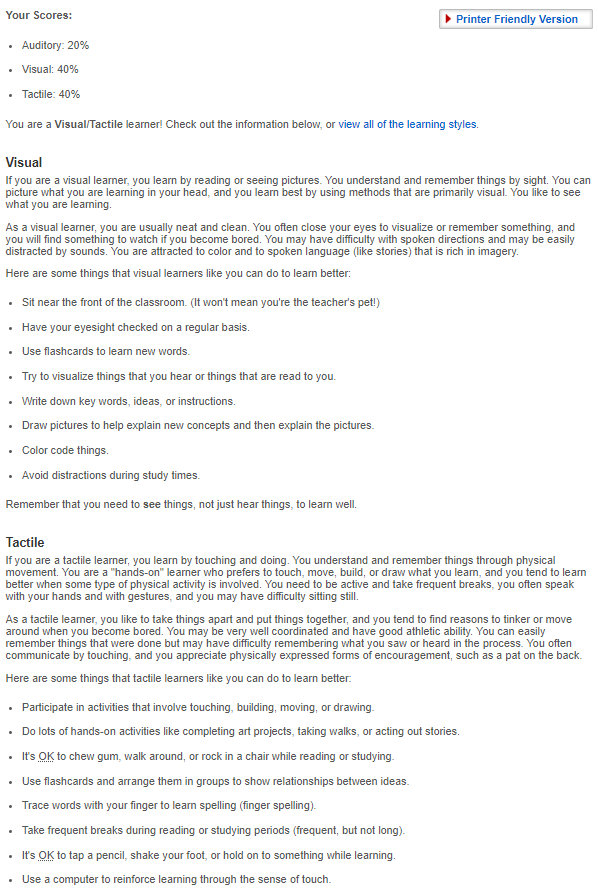 Your Scores:
Printer Friendly Version
Auditory: 20%
Visual: 40%
Tactile: 40%
You are a Visual/Tactile learner! Check out the information below, or view all of the learning styles.
Visual
If you are a visual learner, you learn by reading or seeing pictures. You understand and remember things by sight. You can
picture what you are learning in your head, and you learn best by using methods that are primarily visual. You like to see
what you are learning.
As a visual learner, you are usually neat and clean. You often close your eyes to visualize or remember something, and
you will find something to watch if you become bored. You may have difficulty with spoken directions and may be easily
distracted by sounds. You are attracted to color and to spoken language (like stories) that is rich in imagery.
Here are some things that visual learners like you can do to learn better:
Sit near the front of the classroom. (It won't mean you're the teacher's pet!)
Have your eyesight checked on a regular basis.
Use flashcards to learn new words.
Try to visualize things that you hear or things that are read to you.
Write down key words, ideas, or instructions.
Draw pictures to help explain new concepts and then explain the pictures.
Color code things.
Avoid distractions during study times.
Remember that you need to see things, not just hear things, to learn well.
Tactile
If you are a tactile learner, you learn by touching and doing. You understand and remember things through physical
movement. You are a "hands-on" learner who prefers to touch, move, build, or draw what you learn, and you tend to learn
better when some type of physical activity is involved. You need to be active and take frequent breaks, you often speak
with your hands and with gestures, and you may have difficulty sitting still.
As a tactile learner, you like to take things apart and put things together, and you tend to find reasons to tinker or move
around when you become bored. You may be very well coordinated and have good athletic ability. You can easily
remember things that were done but may have difficulty remembering what you saw or heard in the process. You often
communicate by touching, and you appreciate physically expressed forms of encouragement, such as a pat on the back.
Here are some things that tactile learners like you can do to learn better:
Participate in activities that involve touching, building, moving, or drawing.
Do lots of hands-on activities like completing art projects, taking walks, or acting out stories.
It's OK to chew gum, walk around, or rock in a chair while reading or studying.
Use flashcards and arrange them in groups to show relationships between ideas.
Trace words with your finger to learn spelling (finger spelling).
Take frequent breaks during reading or studying periods (frequent, but not long).
It's OK to tap a pencil, shake your foot, or hold on to something while learning.
Use a computer to reinforce learning through the sense of touch.